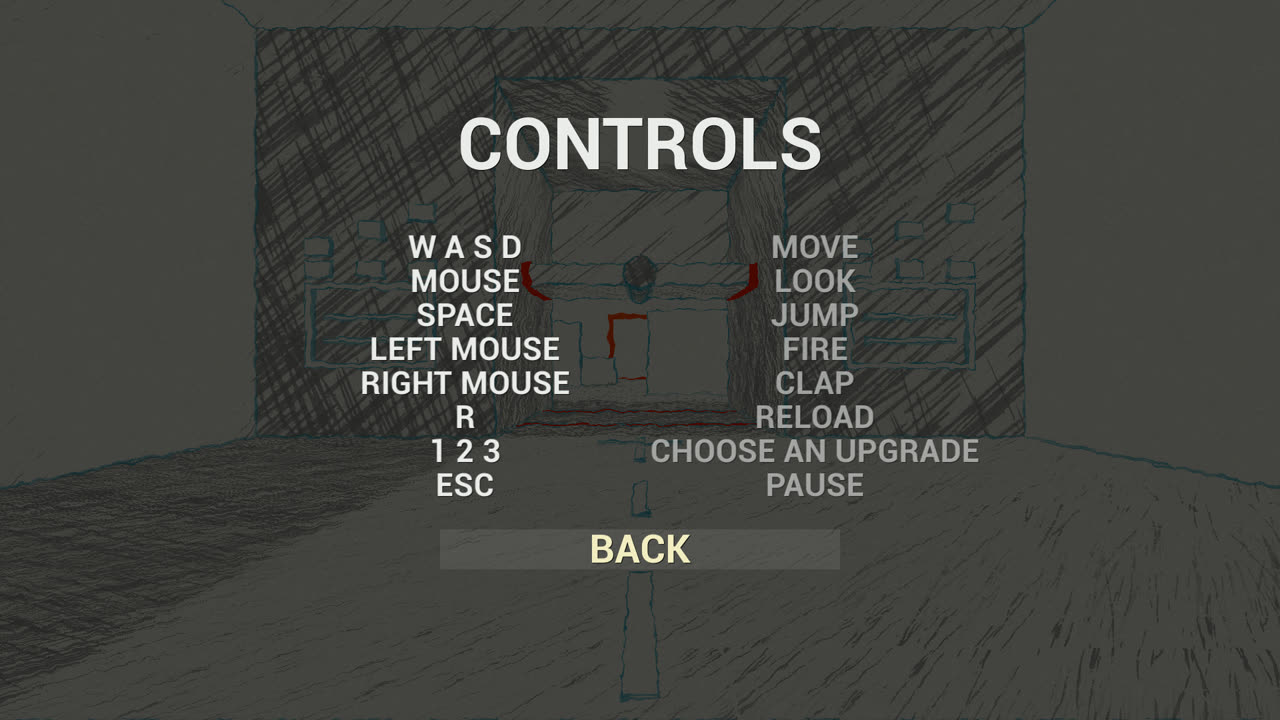 CONTROLS
W A S D MOVE
MOUSE LOOK
SPACE JUMP
LEFT MOUSE FIRE
RIGHT MOUSE CLAP
R RELOAD
1 2 3 CHOOSE AN UPGRADE
ESC PAUSE
BACK